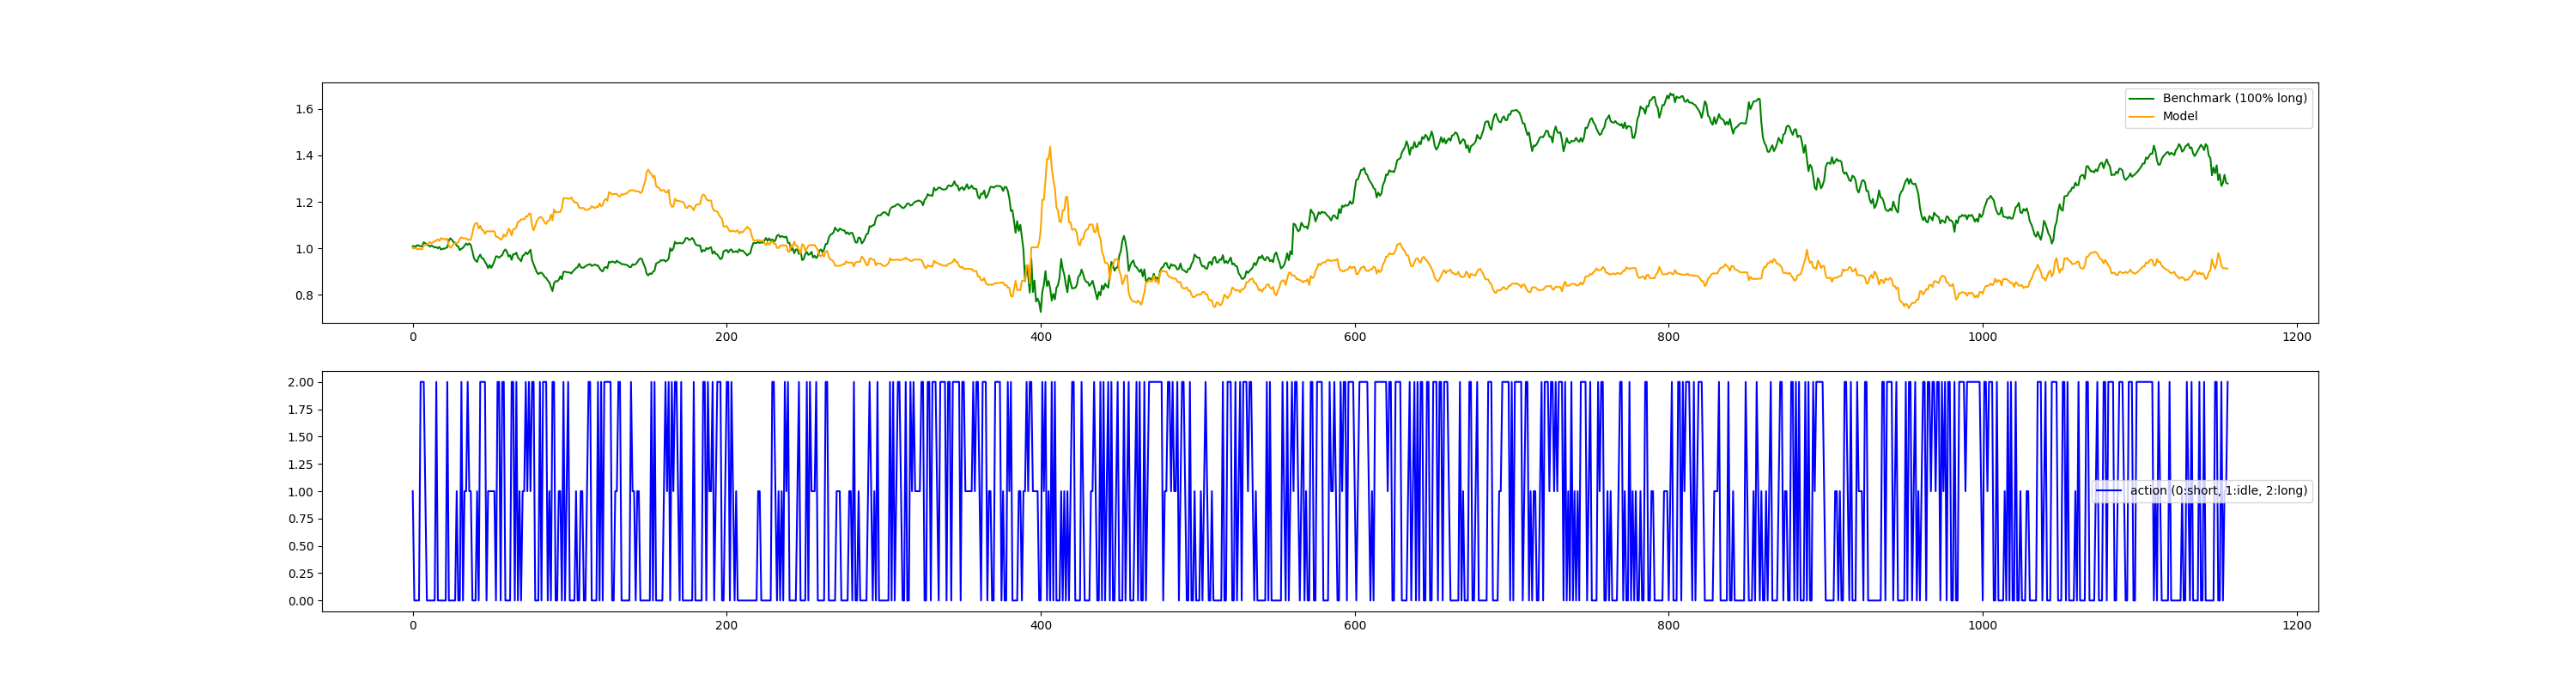 1.6
1.4
1.2
1.0
0.8
Benchmark (100% long)
Model
0 200 400 600 800 1000 1200
2.00
1.75
1.50
1.25
1.00
0.75
0.50
0.25
0.00
action (0:short, 1:idle, 2:long)
0 200 400 600 800 1000 1200